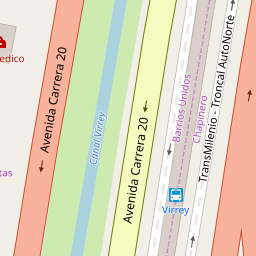 edico
Avenida Carrera 20
Canal Virrey
Avenida Carrera 20
Barrios Unidos
Chapinero
TransMilenio - Troncal AutoNorte
Virrey
tas